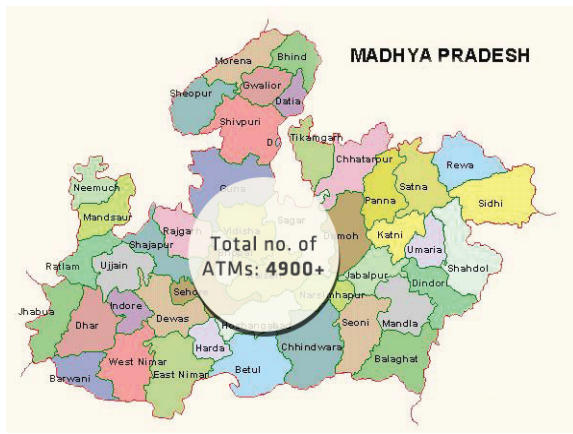 MADHYA PRADESH
Bhind
Morena
Gwalior
Sheopur
Datia
Shivpuri
Tikamgarh
Chhatarpur
Rewa
Satna
Panna
Sidhi
Neemuch
Guna
Mandsaur
Sagar
Rajgarh
Vidisha
Damoh
Katni
Umaria
Shajapur
Total no. of
ATMs: 4900+
Shahdol
Ratlam
Ujjain
Jabalpur
Dindori
Sehore
Narsinghapur
Jhabua
Indore
Dewas
Dhar
Seoni
Mandla
Hoshangabad
Harda
Chhindwara
West Nimar
Balaghat
East Nimar
Betul
Barwani